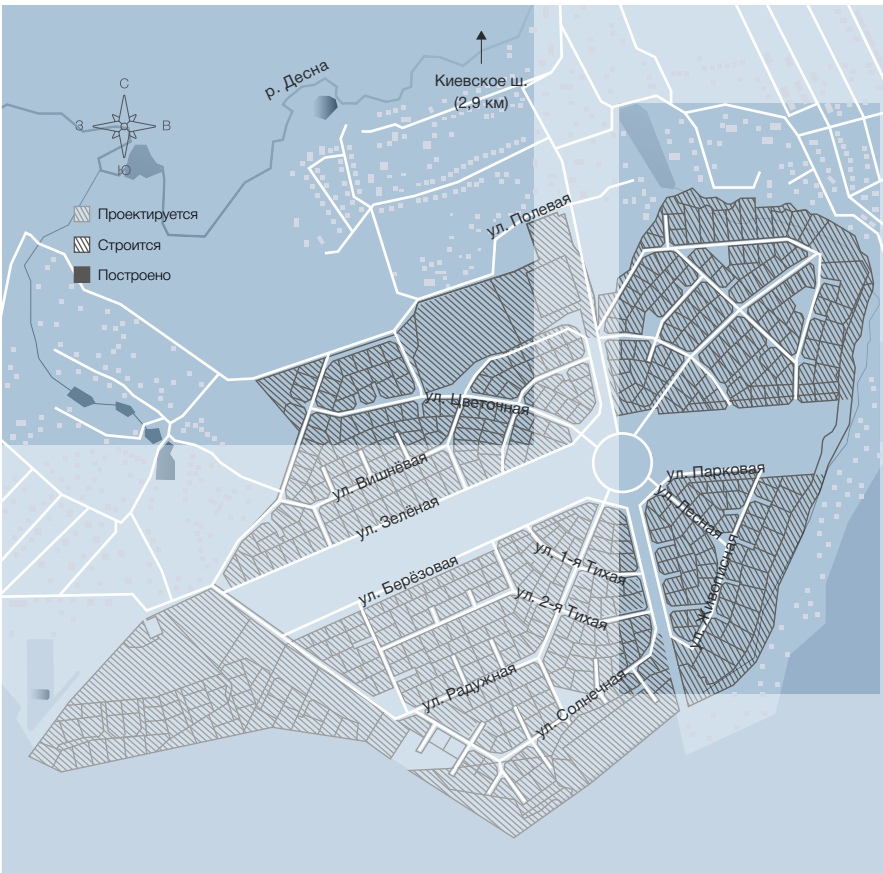 р. Десна
Киевское ш.
(2,9 км)
С
З
В
Ю
Проектируется
Строится
Построено
ул. Полевая
ул. Цветочная
ул. Вишнёвая
ул. Зелёная
ул. Парковая
ул. Лесная
ул. Живописная
ул. Берёзовая
ул. 1-я Тихая
ул. 2-я Тихая
ул. Радужная
ул. Солнечная